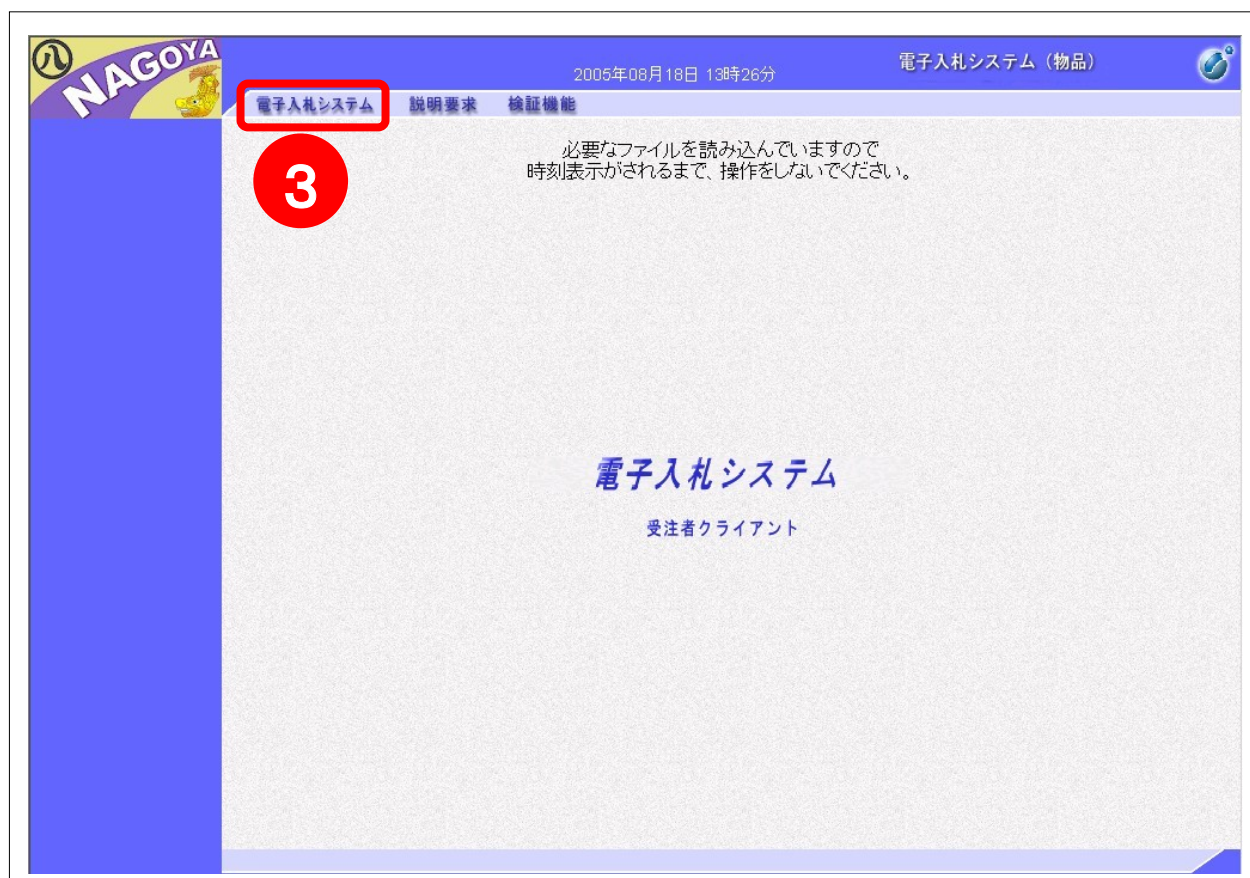 八
NAGOYA
2005年08月18日 13時26分
電子入札システム（物品）
電子入札システム 説明要求 検証機能
3
必要なファイルを読み込んでいますので
時刻表示がされるまで、操作をしないでください。
電子入札システム
受注者クライアント